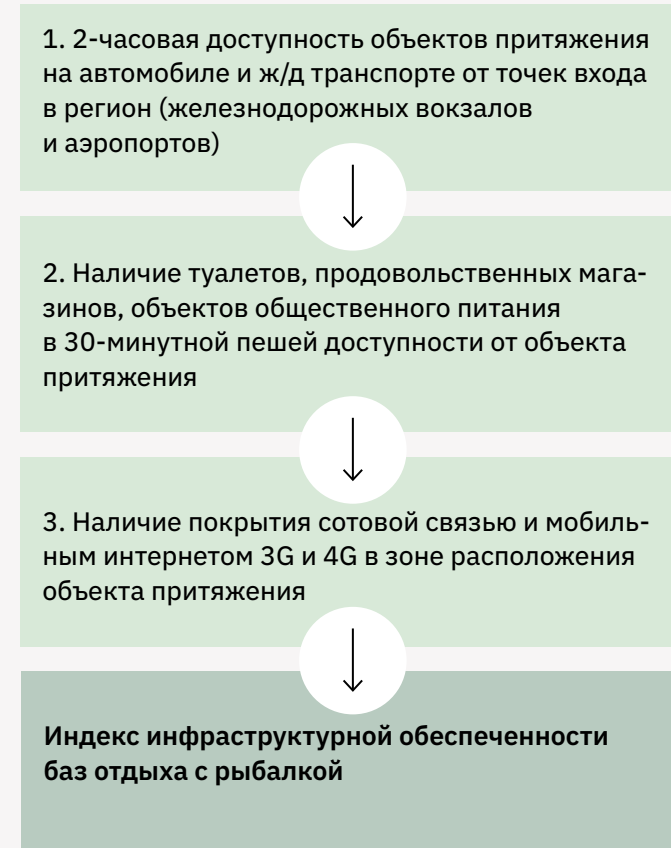 1. 2-часовая доступность объектов притяжения
на автомобиле и ж/д транспорте от точек входа
в регион (железнодорожных вокзалов
и аэропортов)
2. Наличие туалетов, продовольственных мага-
зинов, объектов общественного питания
в 30-минутной пешей доступности от объекта
притяжения
3. Наличие покрытия сотовой связью и мобиль-
ным интернетом 3G и 4G в зоне расположения
объекта притяжения
Индекс инфраструктурной обеспеченности
баз отдыха с рыбалкой